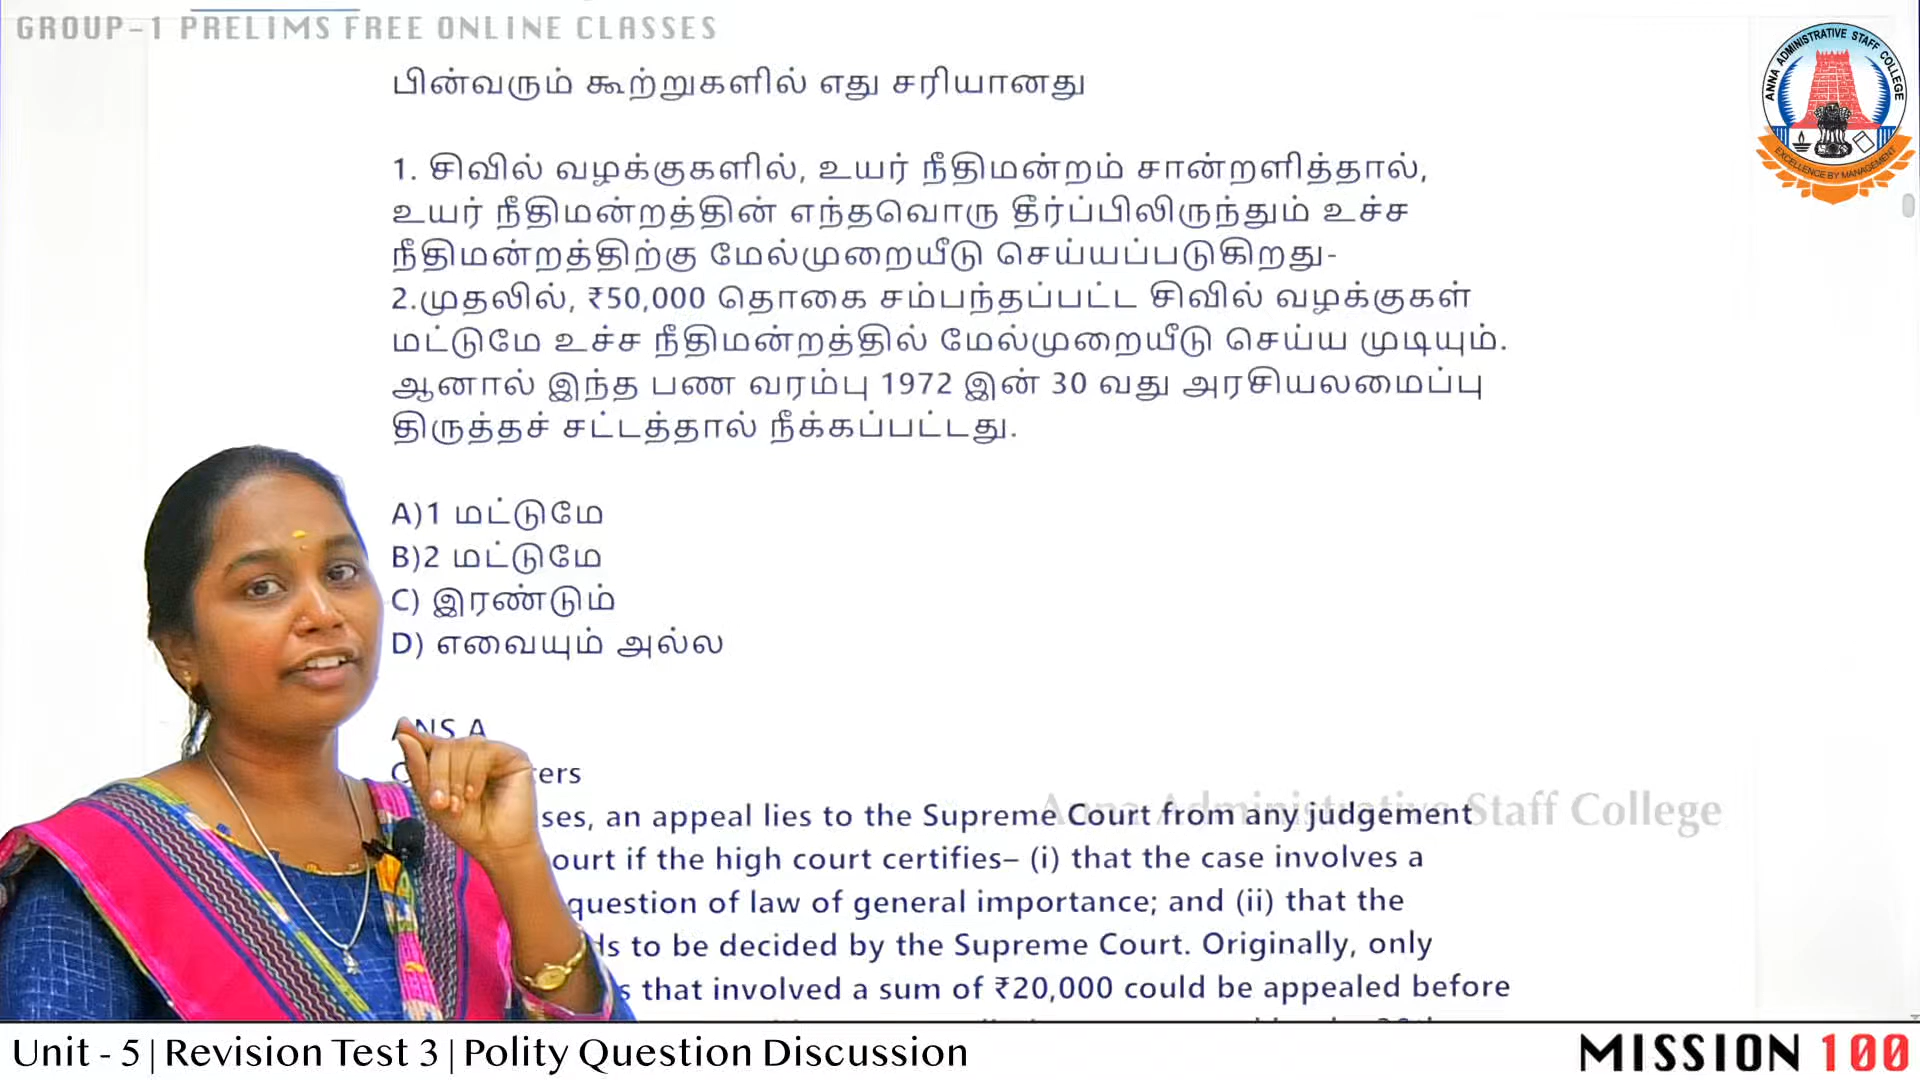 GROUP-1 PRELIMS FREE ONLINE CLASSES
பின்வரும் கூற்றுகளில் எது சரியானது
1. சிவில் வழக்குகளில், உயர் நீதிமன்றம் சான்றளித்தால்,
உயர் நீதிமன்றத்தின் எந்தவொரு தீர்ப்பிலிருந்தும் உச்ச
நீதிமன்றத்திற்கு மேல்முறையீடு செய்யப்படுகிறது-
2.முதலில், ₹50,000 தொகை சம்பந்தப்பட்ட சிவில் வழக்குகள்
மட்டுமே உச்ச நீதிமன்றத்தில் மேல்முறையீடு செய்ய முடியும்.
ஆனால் இந்த பண வரம்பு 1972 இன் 30 வது அரசியலமைப்பு
திருத்தச் சட்டத்தால் நீக்கப்பட்டது.
A)1 மட்டுமே
B)2 மட்டுமே
C) இரண்டும்
D) எவையும் அல்ல
ANS A
ses, an appeal lies to the Supreme Court from any judgement
ourt if the high court certifies– (i) that the case involves a
question of law of general importance; and (ii) that the
to be decided by the Supreme Court. Originally, only
that involved a sum of ₹20,000 could be appealed before
Anna Administrative Staff College
ANNA ADMINISTRATIVE STAFF COLLEGE
EXCELLENCE BY MANAGEMENT
Unit - 5|Revision Test 3|Polity Question Discussion
MISSION 100